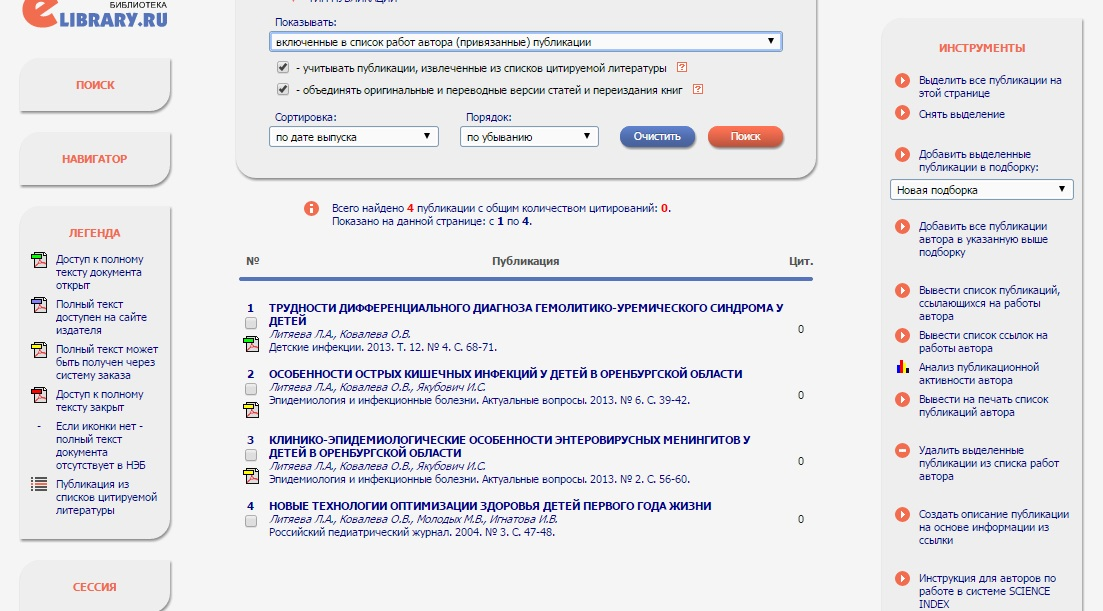 БИБЛИОТЕКА
eLIBRARY.RU
ПОИСК
НАВИГАТОР
ЛЕГЕНДА
Доступ к полному
тексту документа
открыт
Полный текст
доступен на сайте
издателя
Полный текст может
быть получен через
систему заказа
Доступ к полному
тексту закрыт
- Если иконки нет -
полный текст
документа
отсутствует в НЭБ
Публикация из
списков цитируемой
литературы
СЕССИЯ
Показывать:
включенные в список работ автора (привязанные) публикации
- учитывать публикации, извлеченные из списков цитируемой литературы ?
- объединять оригинальные и переводные версии статей и переиздания книг ?
Сортировка: Порядок:
по дате выпуска по убыванию Очистить Поиск
Всего найдено 4 публикации с общим количеством цитирований: 0.
Показано на данной странице: с 1 по 4.
№ Публикация Цит.
1 ТРУДНОСТИ ДИФФЕРЕНЦИАЛЬНОГО ДИАГНОЗА ГЕМОЛИТИКО-УРЕМИЧЕСКОГО СИНДРОМА У
ДЕТЕЙ
Литяева Л.А., Ковалева О.В.
Детские инфекции. 2013. Т. 12. № 4. С. 68-71.
0
2 ОСОБЕННОСТИ ОСТРЫХ КИШЕЧНЫХ ИНФЕКЦИЙ У ДЕТЕЙ В ОРЕНБУРГСКОЙ ОБЛАСТИ
Литяева Л.А., Ковалева О.В., Якубович И.С.
Эпидемиология и инфекционные болезни. Актуальные вопросы. 2013. № 6. С. 39-42.
0
3 КЛИНИКО-ЭПИДЕМИОЛОГИЧЕСКИЕ ОСОБЕННОСТИ ЭНТЕРОВИРУСНЫХ МЕНИНГИТОВ У
ДЕТЕЙ В ОРЕНБУРГСКОЙ ОБЛАСТИ
Литяева Л.А., Ковалева О.В., Якубович И.С.
Эпидемиология и инфекционные болезни. Актуальные вопросы. 2013. № 2. С. 56-60.
0
4 НОВЫЕ ТЕХНОЛОГИИ ОПТИМИЗАЦИИ ЗДОРОВЬЯ ДЕТЕЙ ПЕРВОГО ГОДА ЖИЗНИ
Литяева Л.А., Ковалева О.В., Молодых М.В., Игнатова И.В.
Российский педиатрический журнал. 2004. № 3. С. 47-48.
0
ИНСТРУМЕНТЫ
Выделить все публикации на
этой странице
Снять выделение
Добавить выделенные
публикации в подборку:
Новая подборка
Добавить все публикации
автора в указанную выше
подборку
Вывести список публикаций,
ссылающихся на работы
автора
Вывести список ссылок на
работы автора
Анализ публикационной
активности автора
Вывести на печать список
публикаций автора
Удалить выделенные
публикации из списка работ
автора
Создать описание публикации
на основе информации из
ссылки
Инструкция для авторов по
работе в системе SCIENCE
INDEX